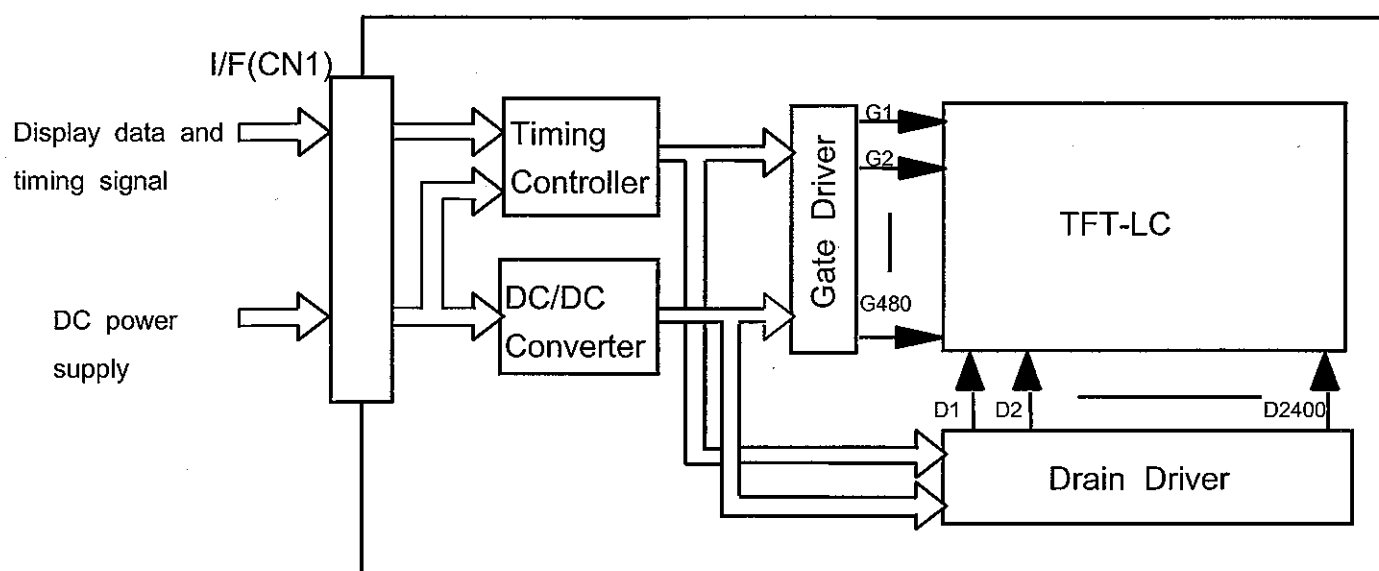 I/F(CN1)
Display data and
timing signal
DC power
supply
Timing
Controller
DC/DC
Converter
Gate Driver
G1
G2
G480
TFT-LC
D1
D2
D2400
Drain Driver